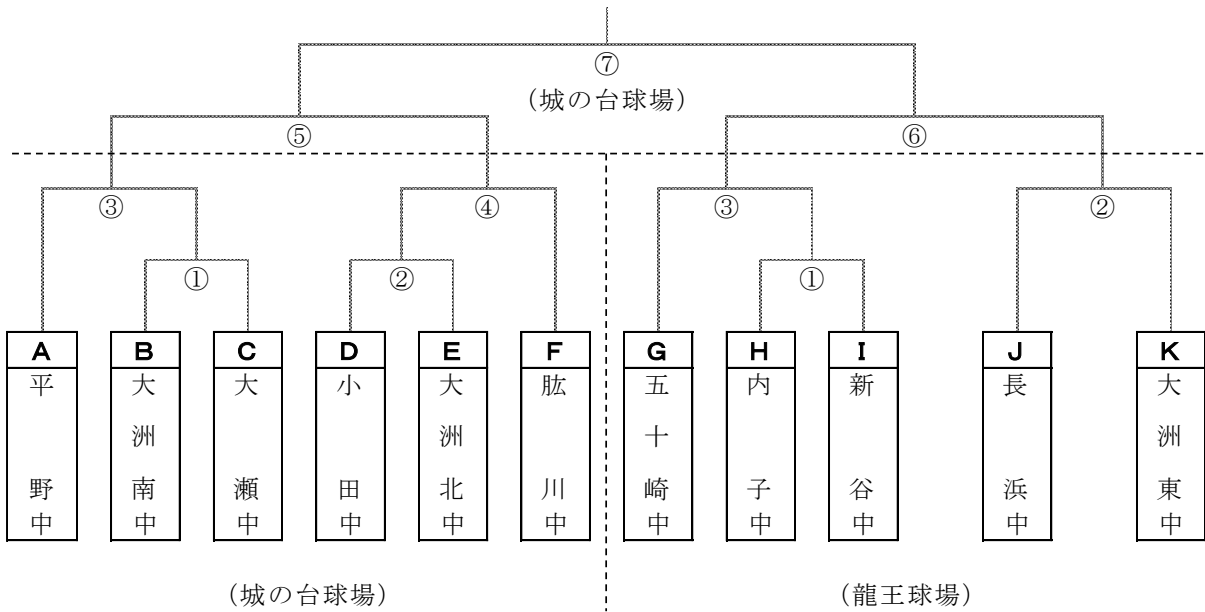 ⑦
(城の台球場)
⑤ ⑥
③ ④ ③ ②
① ② ①
A B C D E F G H I J K
平野中
大洲南中
大瀬中
小田中
大洲北中
肱川中
五十崎中
内子中
新谷中
長浜中
大洲東中
(城の台球場) (龍王球場)